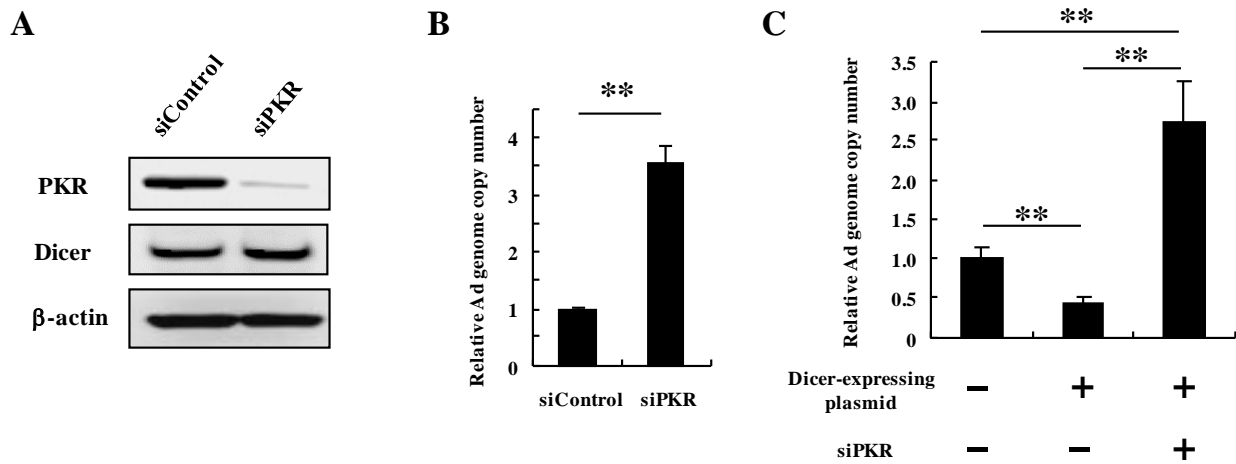 A
siControl
siPKR
PKR
Dicer
β-actin
B
Relative Ad genome copy number
4
3
2
1
0
**
siControl
siPKR
C
Relative Ad genome copy number
3.5
3.0
2.5
2.0
1.5
1.0
0.5
0
**
**
**
Dicer-expressing
plasmid
− + +
siPKR
− − +